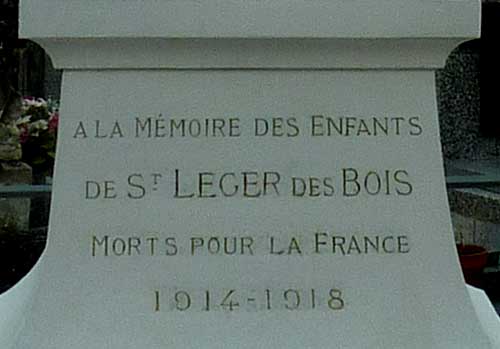 A LA MÉMOIRE DES ENFANTS
DE ST LEGER DES BOIS
MORTS POUR LA FRANCE
1914-1918